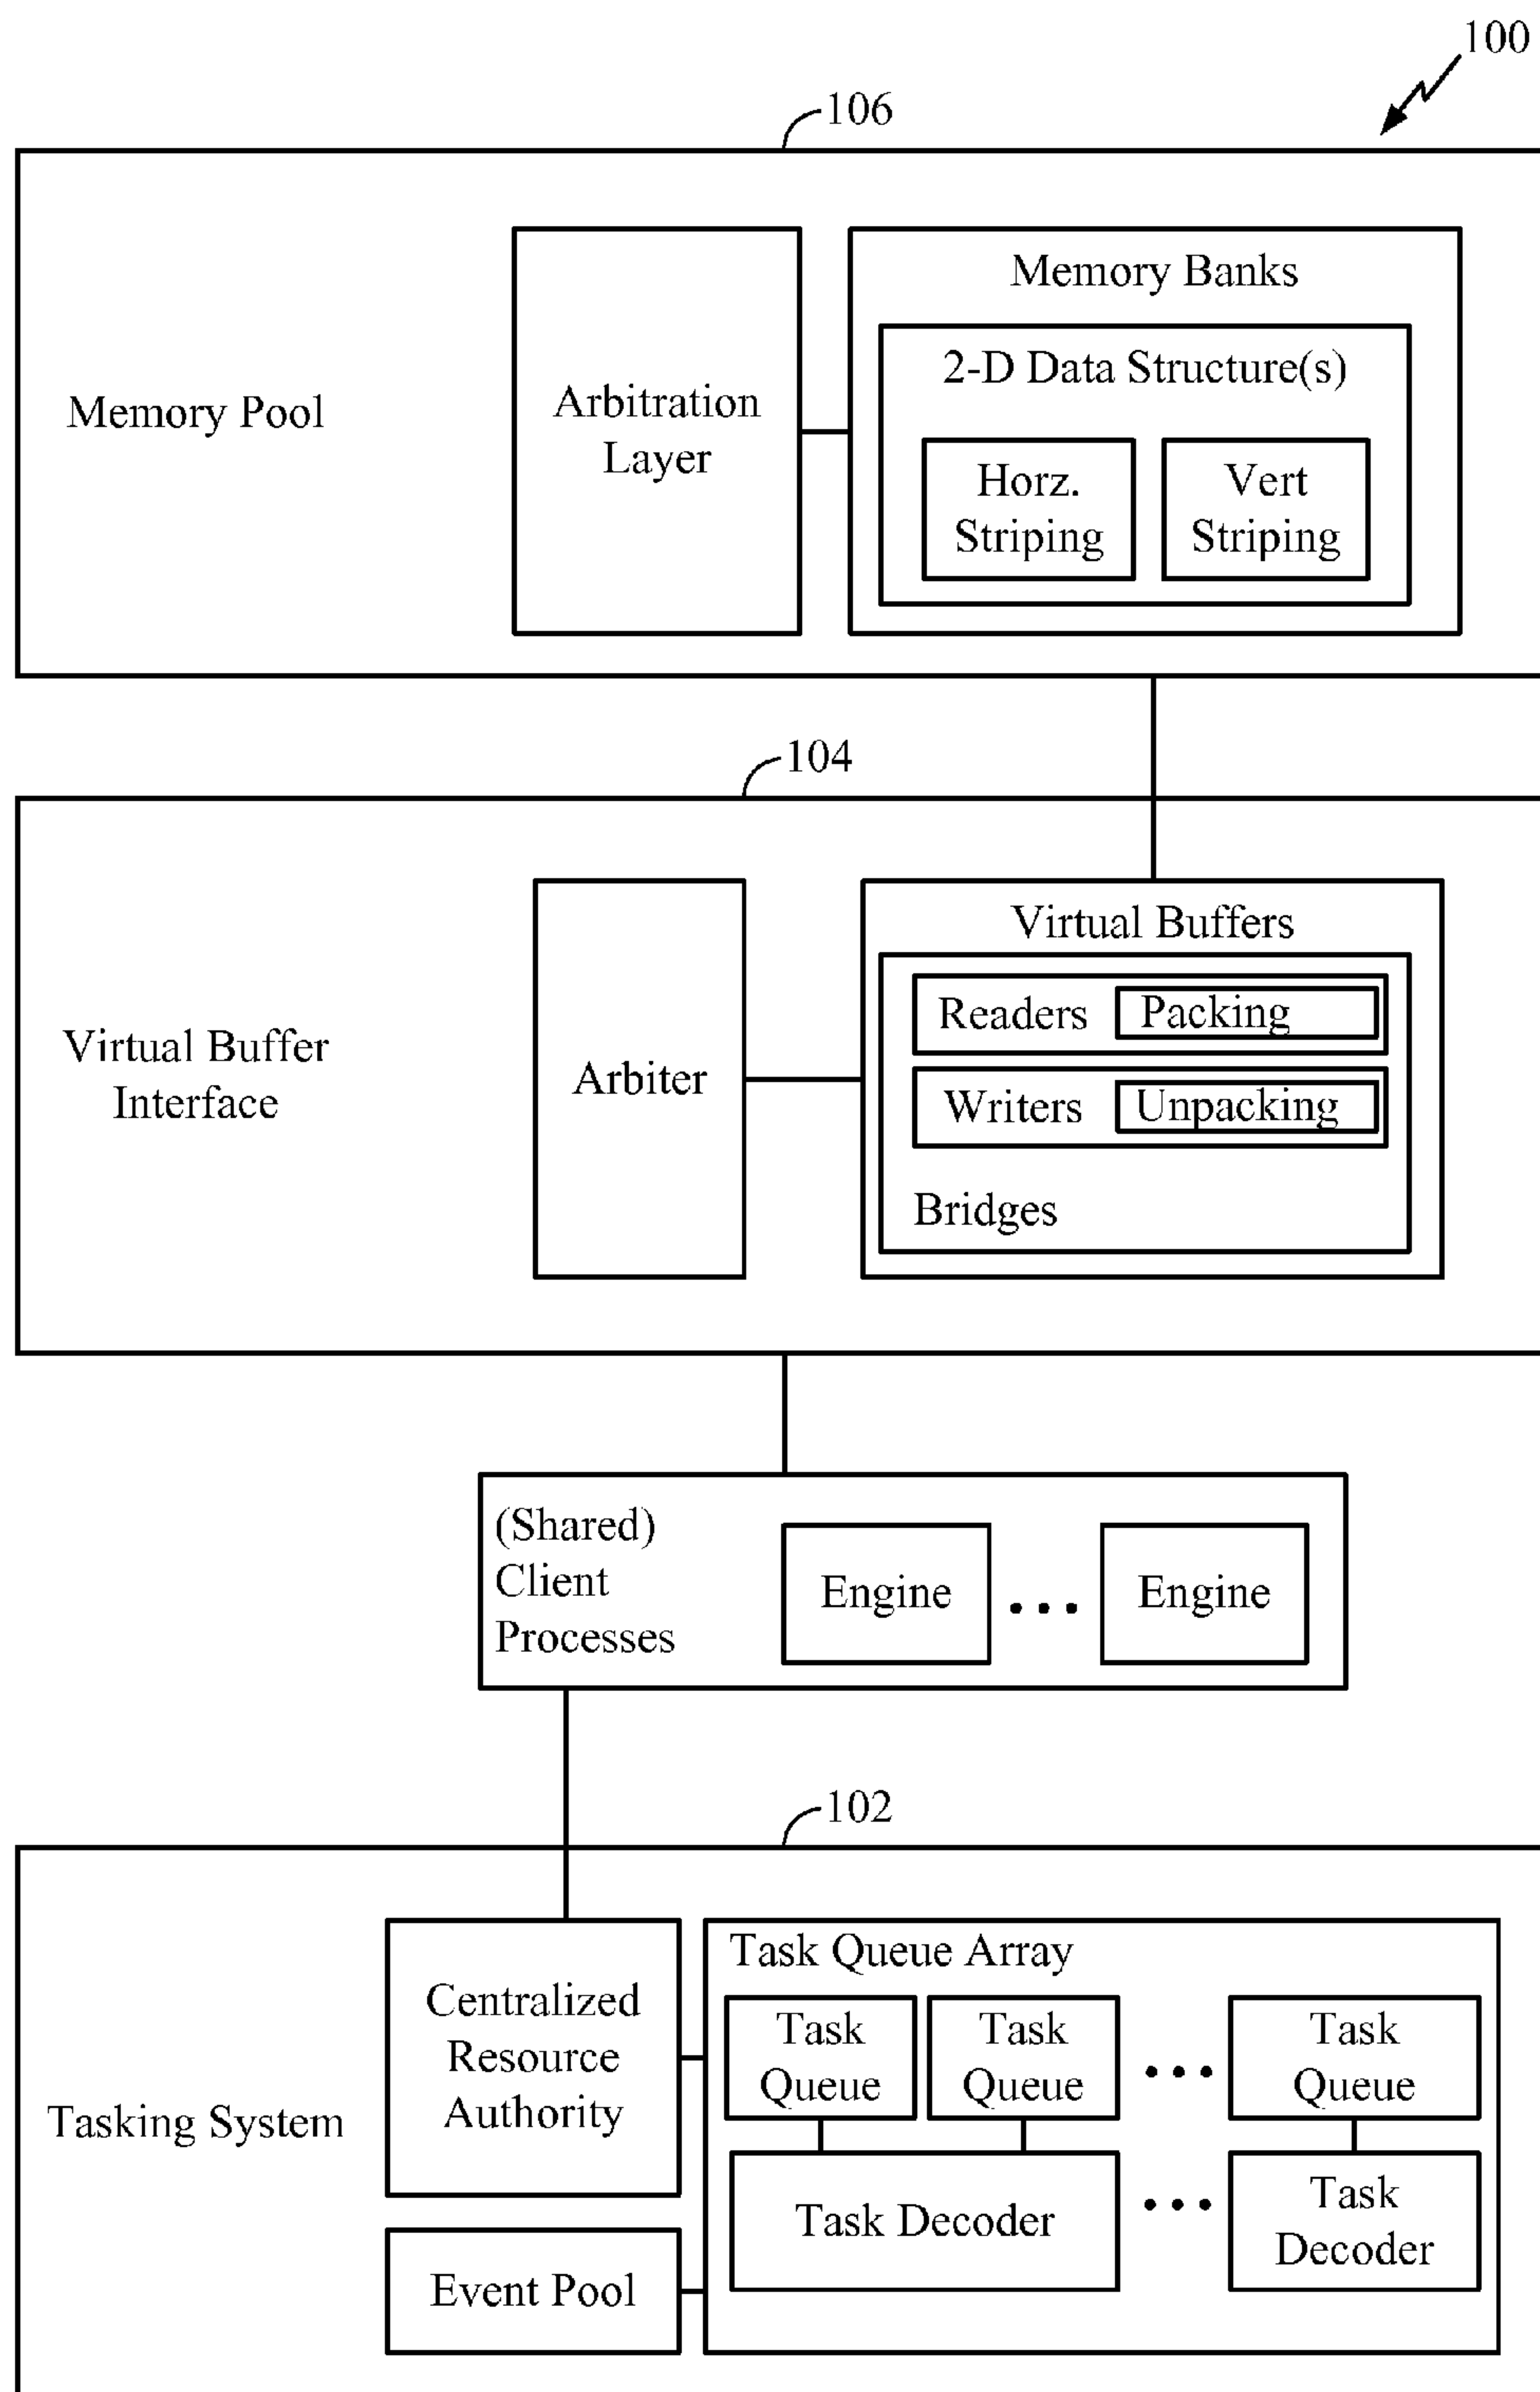 100
106
Memory Pool
Arbitration
Layer
Memory Banks
2-D Data Structure(s)
Horz.
Striping
Vert
Striping
104
Virtual Buffer
Interface
Arbiter
Virtual Buffers
Readers
Packing
Writers
Unpacking
Bridges
(Shared)
Client
Processes
Engine
Engine
102
Tasking System
Centralized
Resource
Authority
Event Pool
Task Queue Array
Task
Queue
Task
Queue
Task
Queue
Task Decoder
Task
Decoder